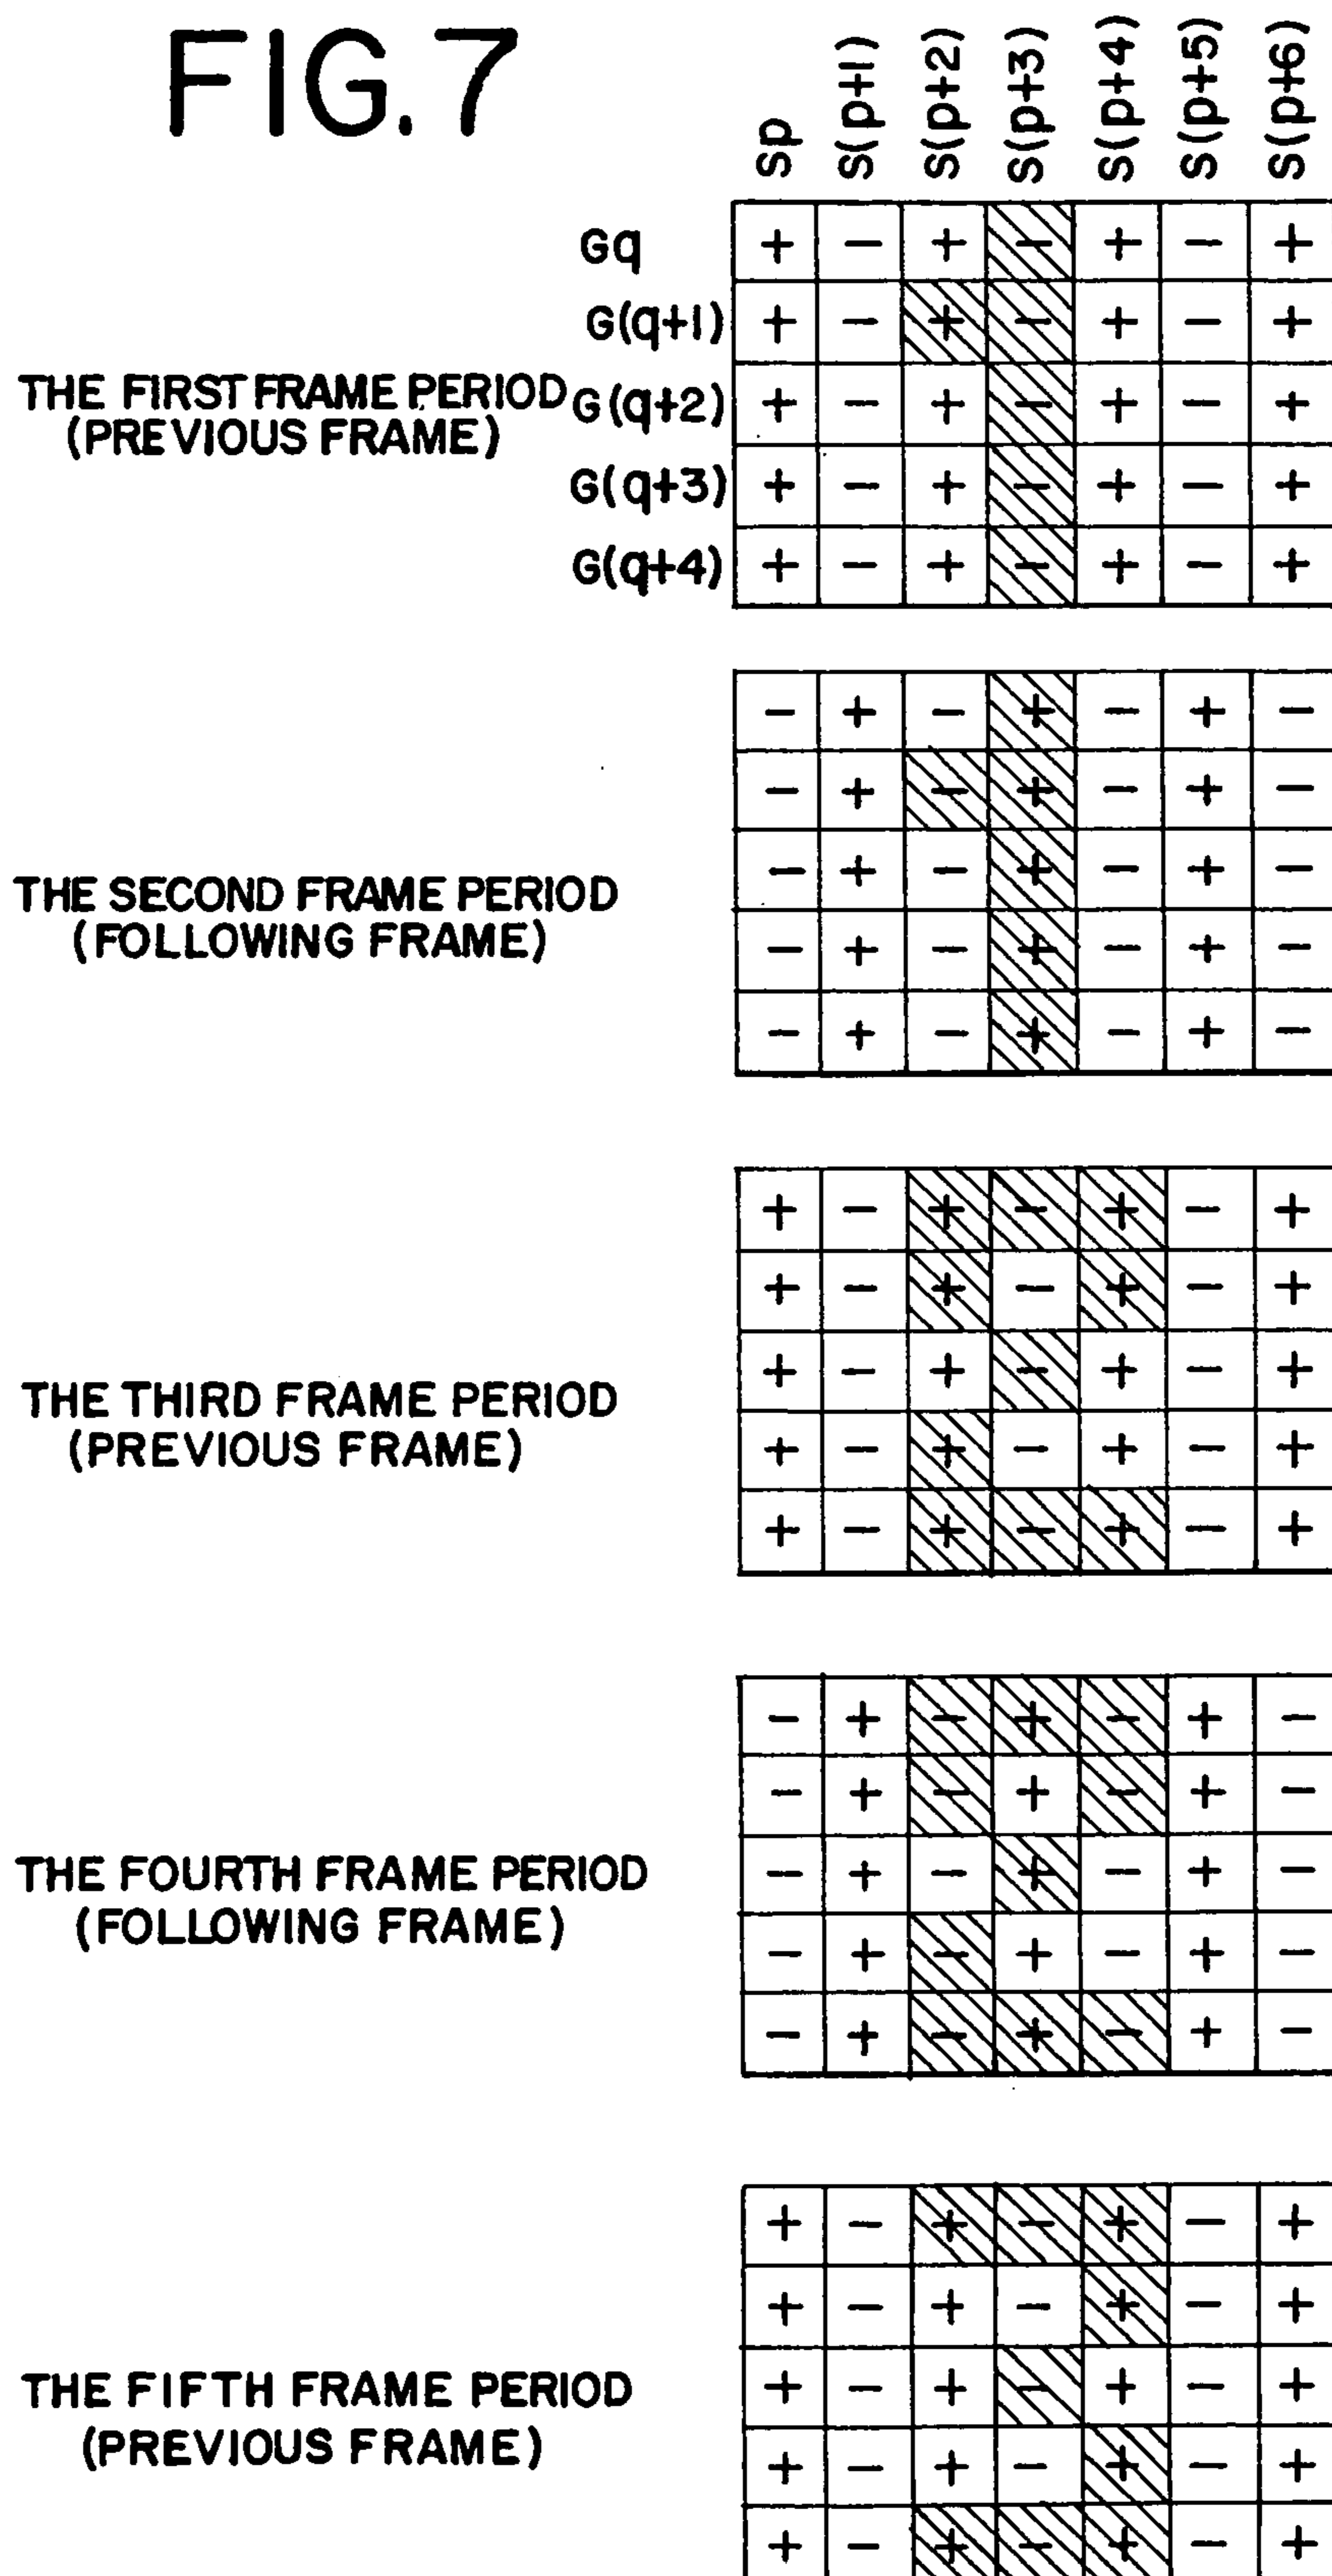 FIG.7
Sp S(p+1) S(p+2) S(p+3) S(p+4) S(p+5) S(p+6)
Gq + - + - + - +
G(q+1) + - + - + - +
THE FIRST FRAME PERIOD
(PREVIOUS FRAME)
G(q+2) + - + - + - +
G(q+3) + - + - + - +
G(q+4) + - + - + - +
- + - + - + -
- + - + - + -
THE SECOND FRAME PERIOD
(FOLLOWING FRAME)
- + - + - + -
- + - + - + -
- + - + - + -
+ - + - + - +
+ - + - + - +
THE THIRD FRAME PERIOD
(PREVIOUS FRAME)
+ - + - + - +
+ - + - + - +
+ - + - + - +
- + - + - + -
- + - + - + -
THE FOURTH FRAME PERIOD
(FOLLOWING FRAME)
- + - + - + -
- + - + - + -
- + - + - + -
+ - + - + - +
+ - + - + - +
THE FIFTH FRAME PERIOD
(PREVIOUS FRAME)
+ - + - + - +
+ - + - + - +
+ - + - + - +